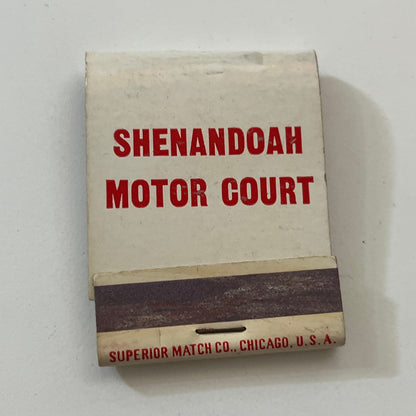 SHENANDOAH
MOTOR COURT
SUPERIOR MATCH CO., CHICAGO, U.S.A.